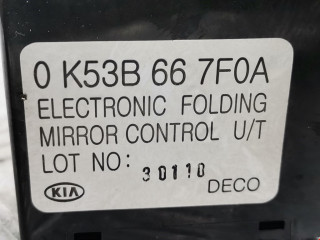 0 K53B 66 7F0A
ELECTRONIC FOLDING
MIRROR CONTROL U/T
LOT NO: 30110
KIA DECO